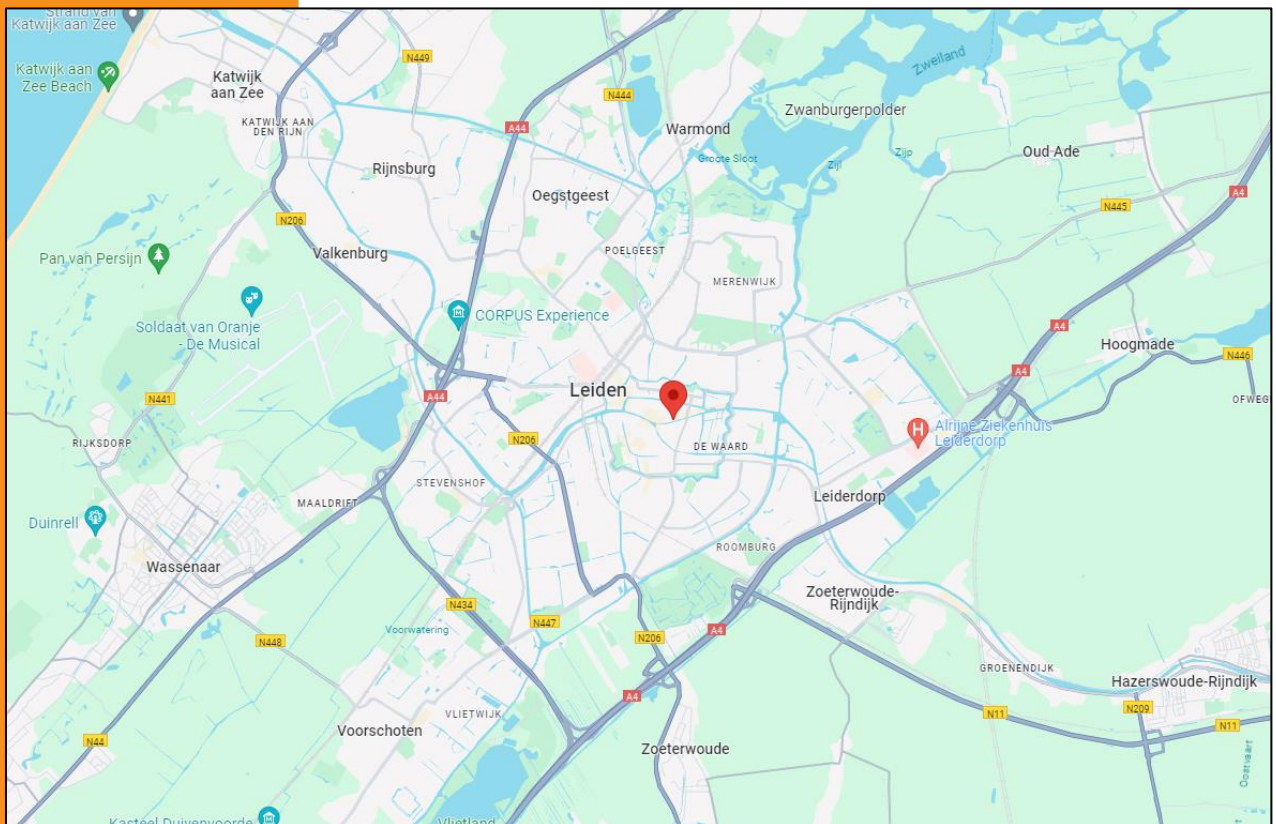 Strand van
Katwijk aan Zee
Katwijk aan
Zee Beach
Katwijk
aan Zee
N449
N444
Zweiland
KATWIJK AAN
DEN RIJN
A44
Warmond
Zwanburgerpolder
Rijnsburg
Groote Sloot
Zijl
Zijp
Oud Ade
Oegstgeest
A4
N445
N206
Pan van Persijn
Valkenburg
POELGEEST
MERENWIJK
Soldaat van Oranje
- De Musical
CORPUS Experience
A4
Hoogmade
N446
N441
A44
Leiden
A4
OFWEG
RIJKSDORP
N206
DE WAARD
H
Alrijne Ziekenhuis
Leiderdorp
STEVENSHOF
MAALDRIFT
Leiderdorp
Duinrell
Wassenaar
ROOMBURG
Zoeterwoude-
Rijndijk
N434
N447
Voorwatering
N448
N206
A4
GROENENDIJK
Hazerswoude-Rijndijk
A4
VLIETWIJK
N11
N209
N11
Voorschoten
N44
Zoeterwoude
Oostvaart
Kasteel Duivenvoorde
Vlietland